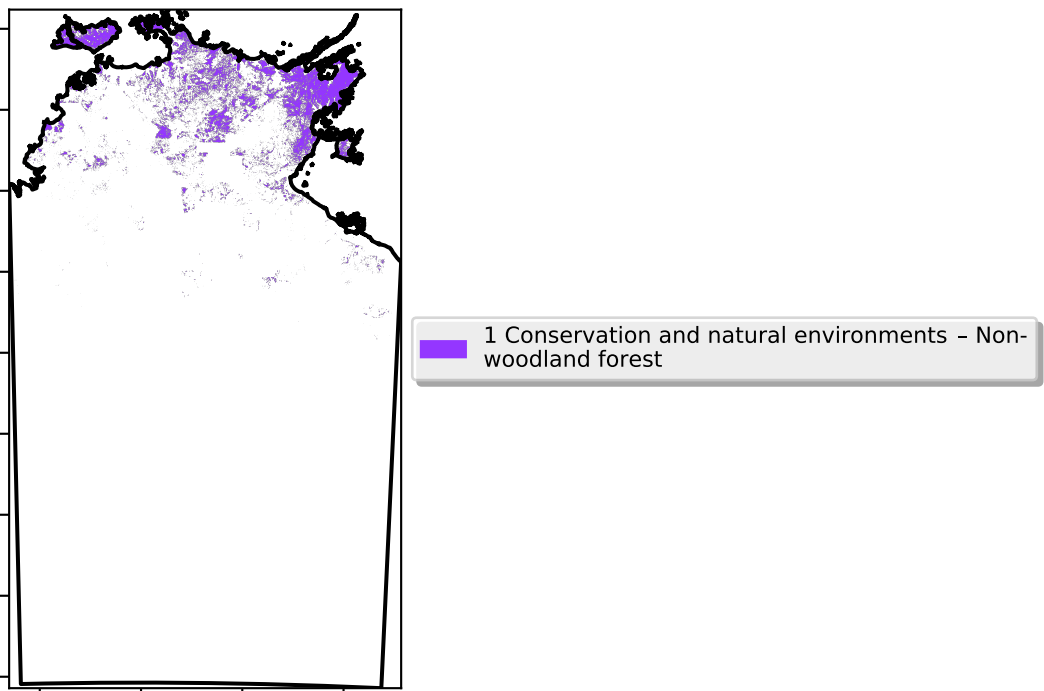 1 Conservation and natural environments – Non-
woodland forest